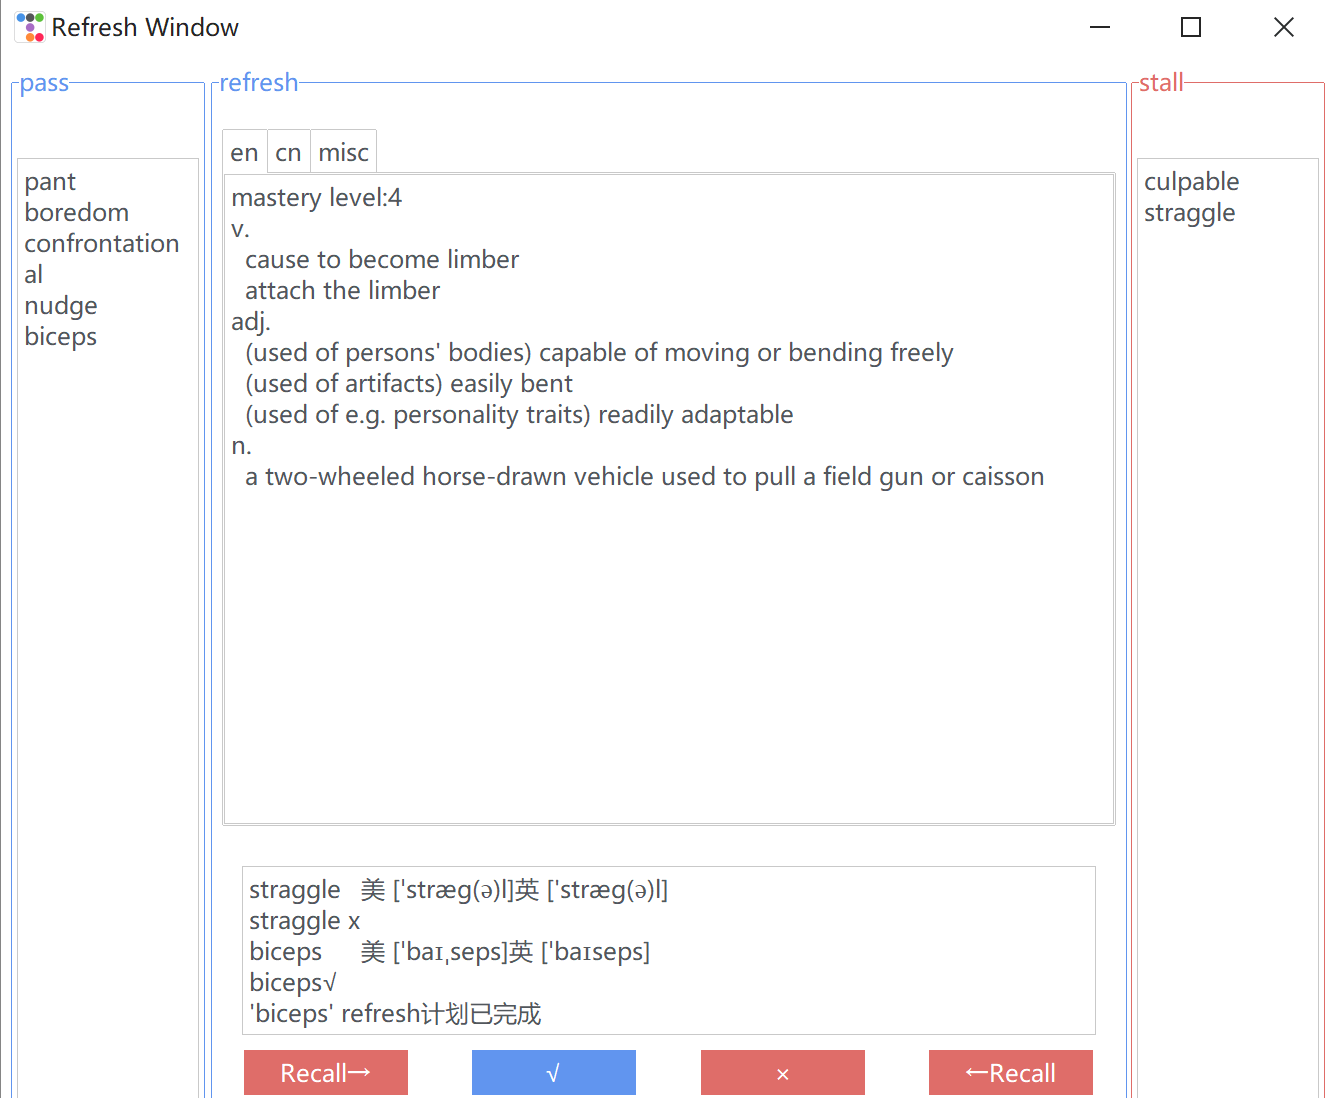 Refresh Window
pass
refresh
stall
pant
boredom
confrontation
al
nudge
biceps
en
cn
misc
mastery level:4
v.
cause to become limber
attach the limber
adj.
(used of persons' bodies) capable of moving or bending freely
(used of artifacts) easily bent
(used of e.g. personality traits) readily adaptable
n.
a two-wheeled horse-drawn vehicle used to pull a field gun or caisson
culpable
straggle
straggle 美 ['stræg(ə)l]英 ['stræg(ə)l]
straggle x
biceps 美 [ˈbaɪˌseps]英 ['baɪseps]
biceps√
'biceps' refresh计划已完成
Recall→
√
×
←Recall